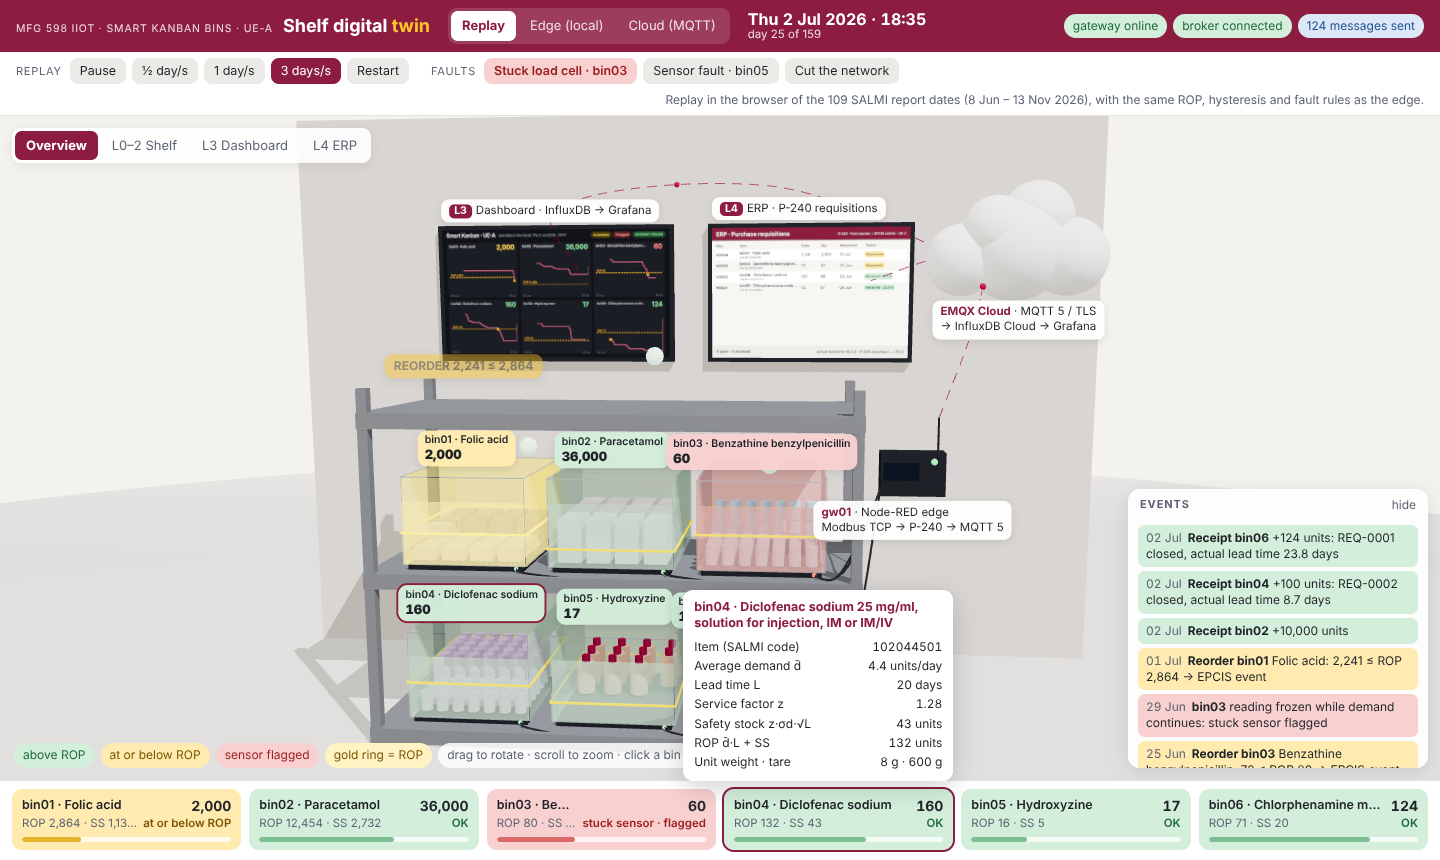 MFG 598 IIOT · SMART KANBAN BINS · UE-A
Shelf digital twin
Replay
Edge (local)
Cloud (MQTT)
Thu 2 Jul 2026 · 18:35
day 25 of 159
gateway online
broker connected
124 messages sent
REPLAY
Pause
½ day/s
1 day/s
3 days/s
Restart
FAULTS
Stuck load cell · bin03
Sensor fault · bin05
Cut the network
Replay in the browser of the 109 SALMI report dates (8 Jun – 13 Nov 2026), with the same ROP, hysteresis and fault rules as the edge.
Overview
L0–2 Shelf
L3 Dashboard
L4 ERP
L3 Dashboard · InfluxDB → Grafana
L4 ERP · P-240 requisitions
Smart Kanban · UE-A
2,000
36,000
60
160
17
124
ERP · Purchase requisitions
EMQX Cloud · MQTT 5 / TLS
→ InfluxDB Cloud → Grafana
REORDER 2,241 ≤ 2,864
bin01 · Folic acid
2,000
bin02 · Paracetamol
36,000
bin03 · Benzathine benzylpenicillin
60
gw01 · Node-RED edge
Modbus TCP → P-240 → MQTT 5
bin04 · Diclofenac sodium
160
bin05 · Hydroxyzine
17
bin04 · Diclofenac sodium 25 mg/ml,
solution for injection, IM or IM/IV
Item (SALMI code) 102044501
Average demand d̄ 4.4 units/day
Lead time L 20 days
Service factor z 1.28
Safety stock z·σd·√L 43 units
ROP d̄·L + SS 132 units
Unit weight · tare 8 g · 600 g
EVENTS
hide
02 Jul Receipt bin06 +124 units: REQ-0001
closed, actual lead time 23.8 days
02 Jul Receipt bin04 +100 units: REQ-0002
closed, actual lead time 8.7 days
02 Jul Receipt bin02 +10,000 units
01 Jul Reorder bin01 Folic acid: 2,241 ≤ ROP
2,864 → EPCIS event
29 Jun bin03 reading frozen while demand
continues: stuck sensor flagged
25 Jun Reorder bin03 Benzathine
above ROP
at or below ROP
sensor flagged
gold ring = ROP
drag to rotate · scroll to zoom · click a bin
bin01 · Folic acid 2,000
ROP 2,864 · SS 1,13... at or below ROP
bin02 · Paracetamol 36,000
ROP 12,454 · SS 2,732 OK
bin03 · Be... 60
ROP 80 · SS ... stuck sensor · flagged
bin04 · Diclofenac sodium 160
ROP 132 · SS 43 OK
bin05 · Hydroxyzine 17
ROP 16 · SS 5 OK
bin06 · Chlorphenamine m... 124
ROP 71 · SS 20 OK